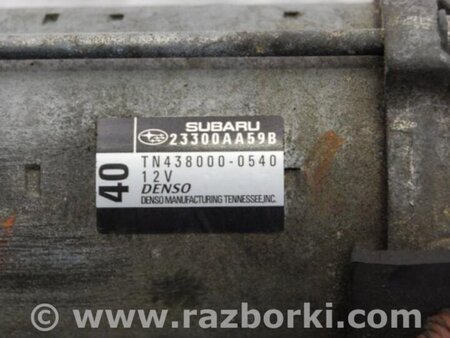 SUBARU
23300AA59B
40
TN438000-0540
12V
DENSO
DENSO MANUFACTURING TENNESSEE,INC.
© www.razborki.com